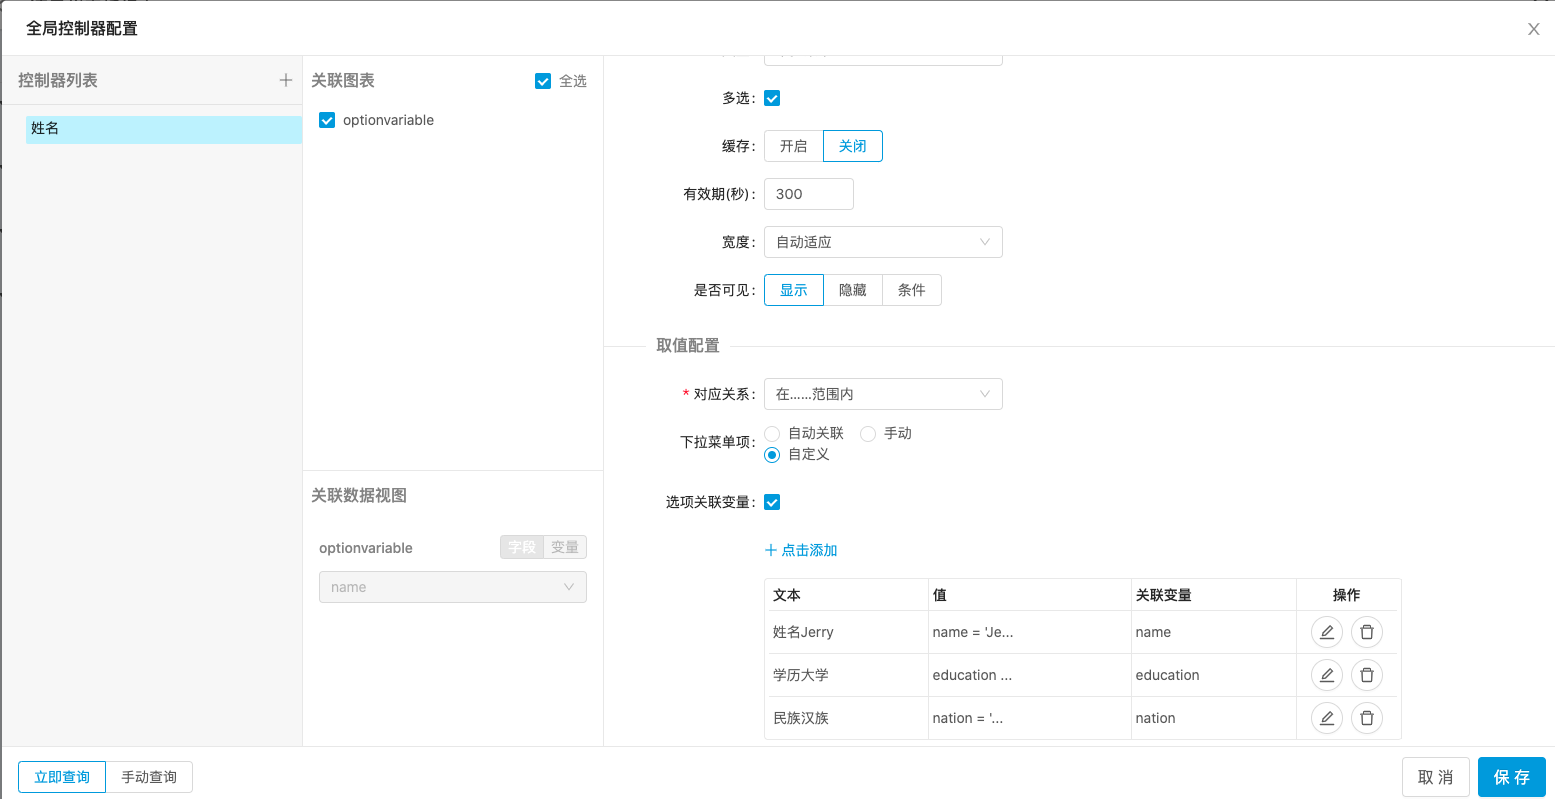 全局控制器配置
控制器列表
姓名
关联图表
全选
optionvariable
关联数据视图
optionvariable
字段 变量
name
多选:
缓存: 开启 关闭
有效期(秒): 300
宽度: 自动适应
是否可见: 显示 隐藏 条件
取值配置
* 对应关系: 在......范围内
下拉菜单项: 自动关联 手动
自定义
选项关联变量:
点击添加
文本 值 关联变量 操作
姓名Jerry name = 'Je... name
学历大学 education ... education
民族汉族 nation = '... nation
立即查询 手动查询
取 消 保 存